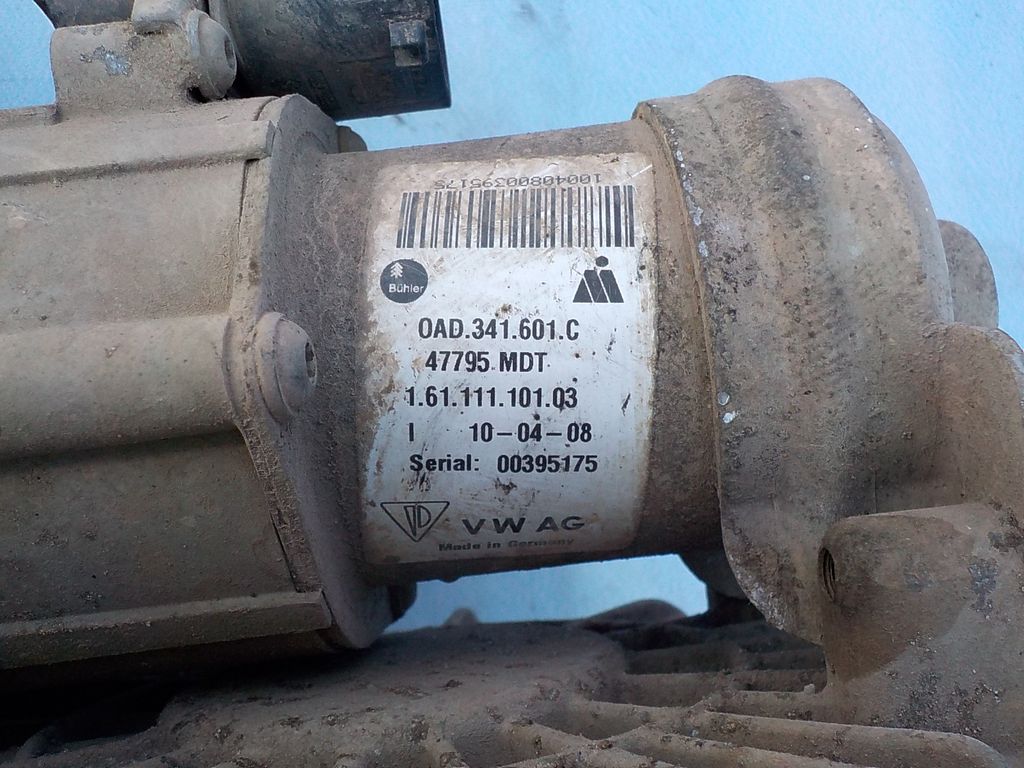 10040800395175
Bühler
0AD.341.601.C
47795 MDT
1.61.111.101.03
I 10-04-08
Serial: 00395175
VW AG
Made in Germany